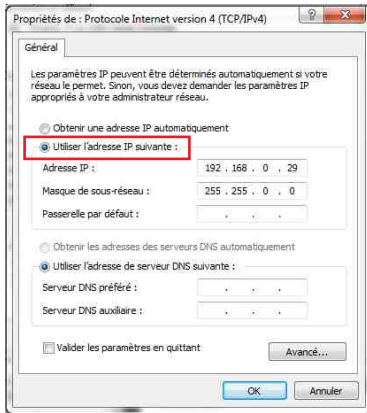 Propriétés de : Protocole Internet version 4 (TCP/IPv4)
Général
Les paramètres IP peuvent être déterminés automatiquement si votre
réseau le permet. Sinon, vous devez demander les paramètres IP
appropriés à votre administrateur réseau.
Obtenir une adresse IP automatiquement
Utiliser l'adresse IP suivante :
Adresse IP : 192 . 168 . 0 . 29
Masque de sous-réseau : 255 . 255 . 0 . 0
Passerelle par défaut : . . .
Obtenir les adresses des serveurs DNS automatiquement
Utiliser l'adresse de serveur DNS suivante :
Serveur DNS préféré : . . .
Serveur DNS auxiliaire : . . .
Valider les paramètres en quittant
Avancé...
OK Annuler